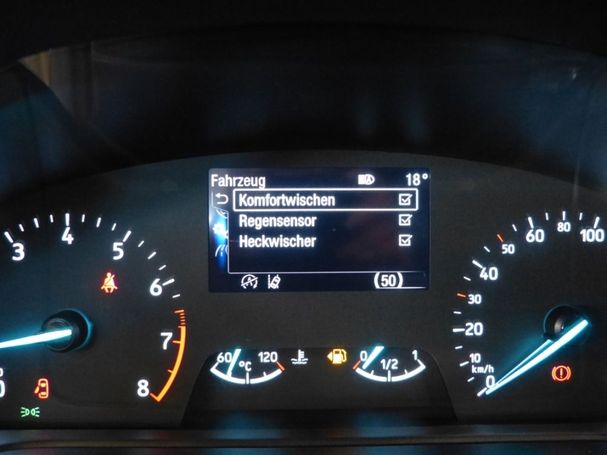 Fahrzeug A 18°
Komfortwischen
Regensensor
Heckwischer
(50)
3 4 5 6 7 8
0
60 °C 120
0 1/2 1
0 10 20 30 40 50 60 80 100
km/h